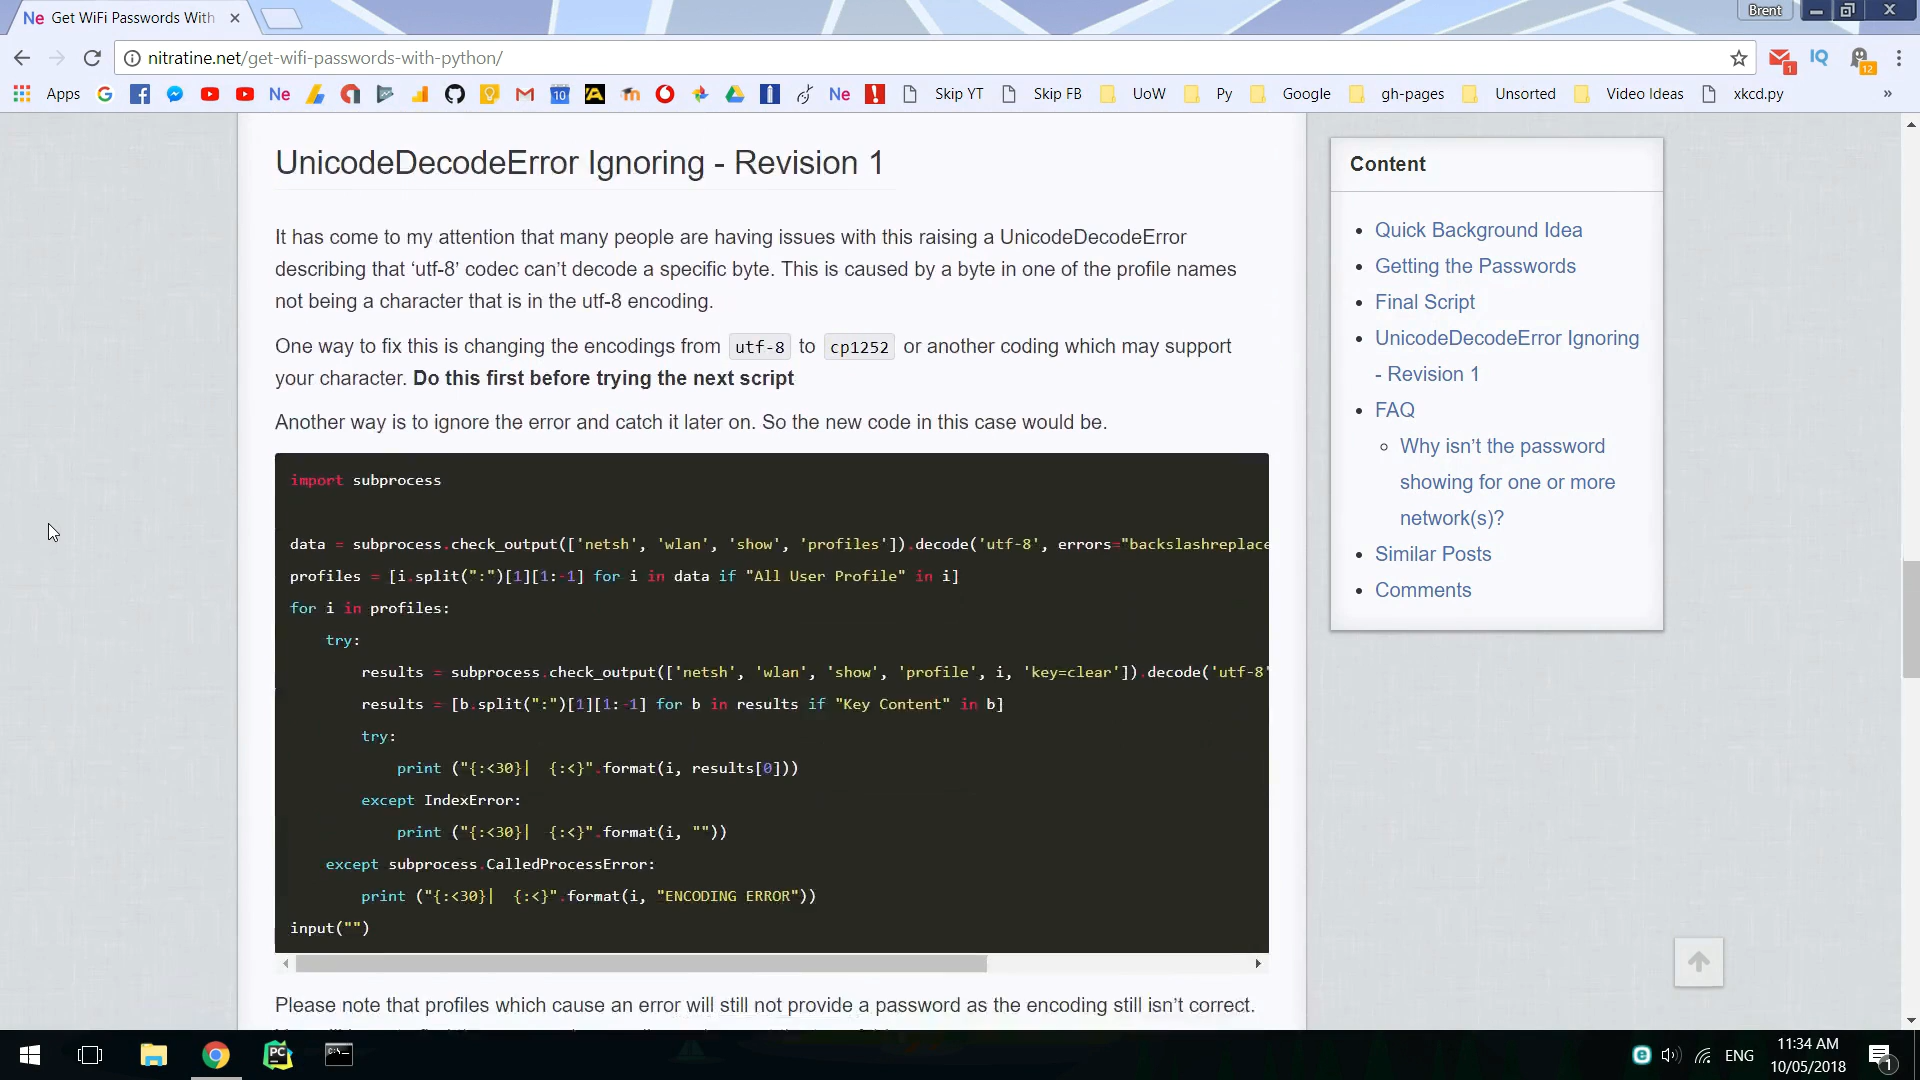 Ne Get WiFi Passwords With
Brent
nitratine.net/get-wifi-passwords-with-python/
1
IQ
12
Apps
Ne
10
Ne
Skip YT
Skip FB
UoW
Py
Google
gh-pages
Unsorted
Video Ideas
xkcd.py
»
UnicodeDecodeError Ignoring - Revision 1
It has come to my attention that many people are having issues with this raising a UnicodeDecodeError
describing that ‘utf-8’ codec can’t decode a specific byte. This is caused by a byte in one of the profile names
not being a character that is in the utf-8 encoding.
One way to fix this is changing the encodings from utf-8 to cp1252 or another coding which may support
your character. Do this first before trying the next script
Another way is to ignore the error and catch it later on. So the new code in this case would be.
import subprocess
data = subprocess.check_output(['netsh', 'wlan', 'show', 'profiles']).decode('utf-8', errors="backslashreplace
profiles = [i.split(":")[1][1:-1] for i in data if "All User Profile" in i]
for i in profiles:
    try:
        results = subprocess.check_output(['netsh', 'wlan', 'show', 'profile', i, 'key=clear']).decode('utf-8'
        results = [b.split(":")[1][1:-1] for b in results if "Key Content" in b]
        try:
            print ("{:<30}|  {:<}".format(i, results[0]))
        except IndexError:
            print ("{:<30}|  {:<}".format(i, ""))
    except subprocess.CalledProcessError:
        print ("{:<30}|  {:<}".format(i, "ENCODING ERROR"))
input("")
Please note that profiles which cause an error will still not provide a password as the encoding still isn’t correct.
Content
Quick Background Idea
Getting the Passwords
Final Script
UnicodeDecodeError Ignoring
- Revision 1
FAQ
Why isn’t the password
showing for one or more
network(s)?
Similar Posts
Comments
PC
C:\_
ENG
11:34 AM
10/05/2018
1